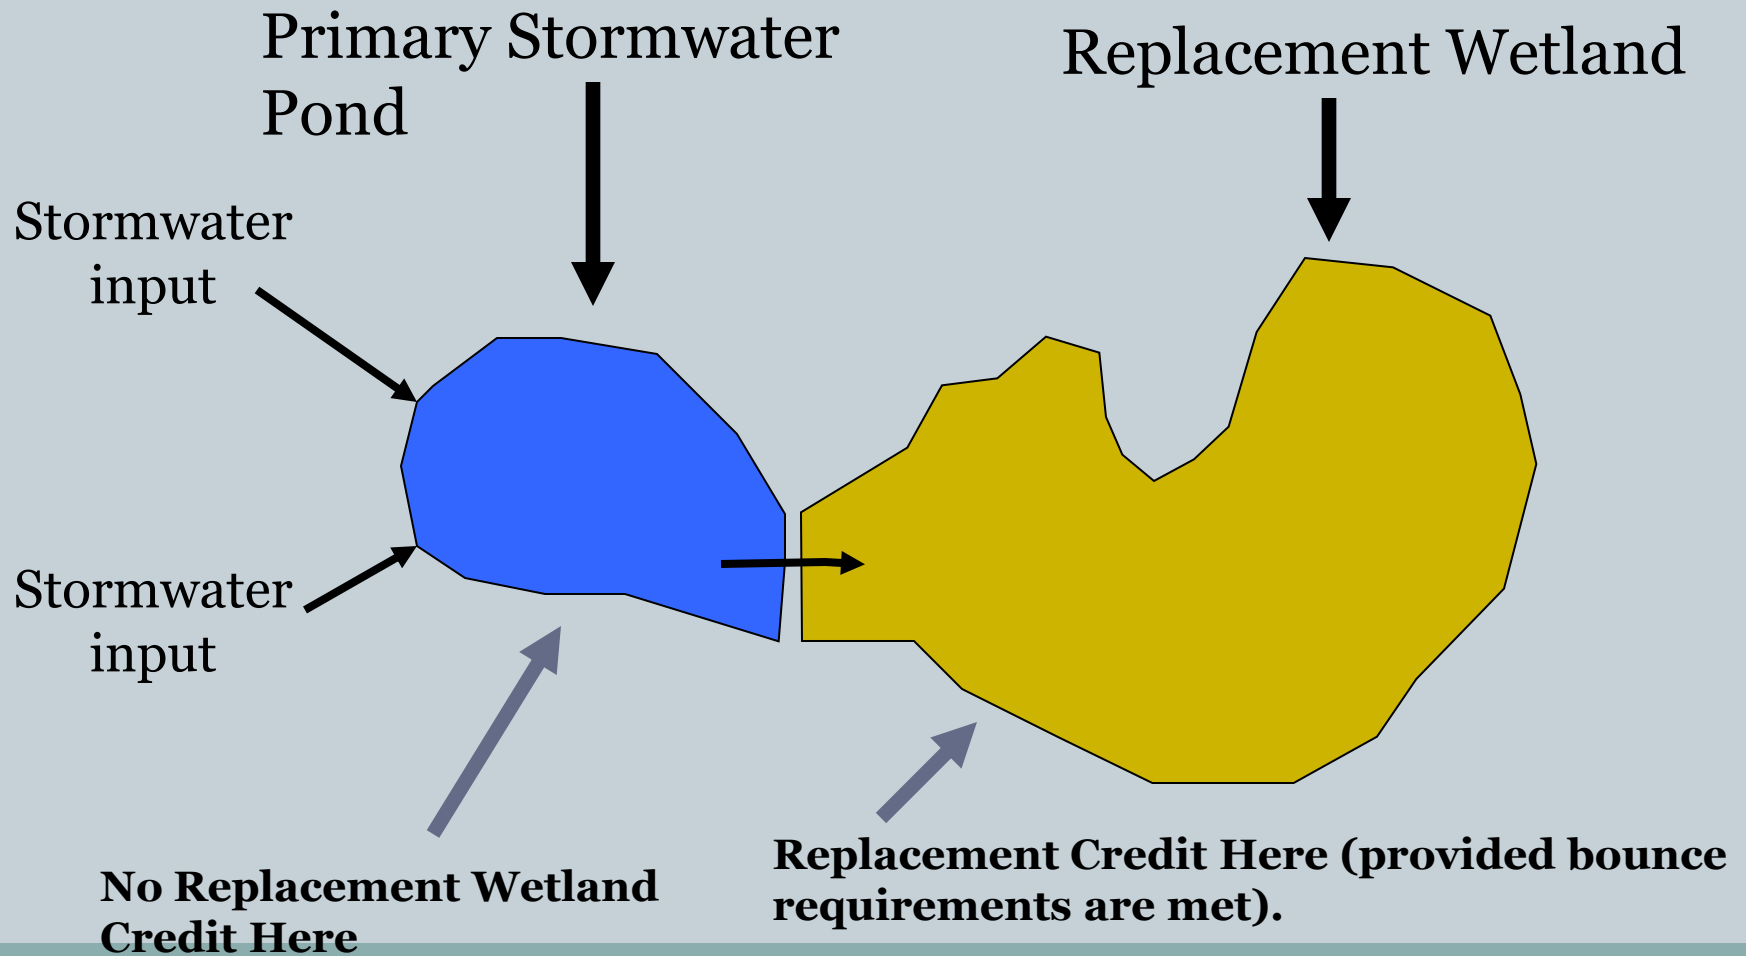 Primary Stormwater
Pond
Replacement Wetland
Stormwater
input
Stormwater
input
No Replacement Wetland
Credit Here
Replacement Credit Here (provided bounce
requirements are met).